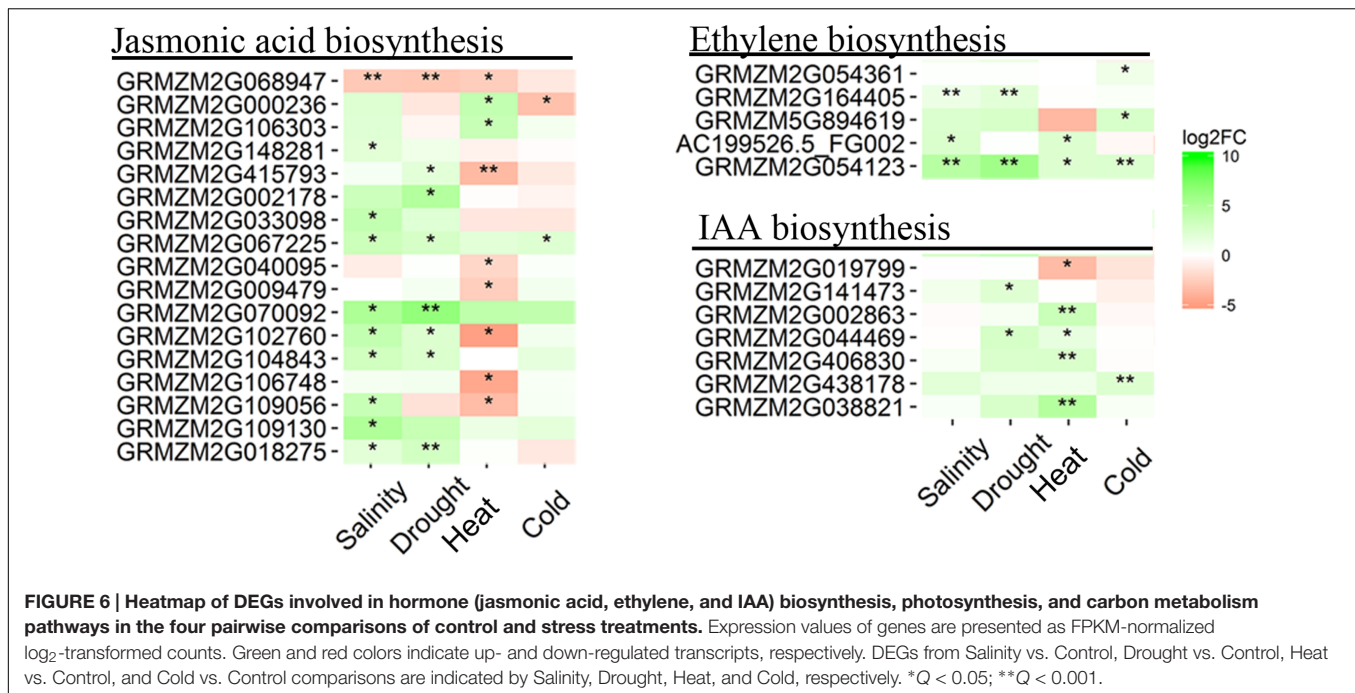 Jasmonic acid biosynthesis
GRMZM2G068947 - ** ** *
GRMZM2G000236 - * *
GRMZM2G106303 - *
GRMZM2G148281 - *
GRMZM2G415793 - * **
GRMZM2G002178 - *
GRMZM2G033098 - *
GRMZM2G067225 - * * *
GRMZM2G040095 - *
GRMZM2G009479 - *
GRMZM2G070092 - * **
GRMZM2G102760 - * * *
GRMZM2G104843 - * *
GRMZM2G106748 - *
GRMZM2G109056 - * *
GRMZM2G109130 - *
GRMZM2G018275 - * **
Salinity
Drought
Heat
Cold
Ethylene biosynthesis
GRMZM2G054361 - *
GRMZM2G164405 - ** **
GRMZM5G894619 - *
AC199526.5_FG002 - * *
GRMZM2G054123 - ** ** * **
IAA biosynthesis
GRMZM2G019799 - *
GRMZM2G141473 - *
GRMZM2G002863 - **
GRMZM2G044469 - * *
GRMZM2G406830 - **
GRMZM2G438178 - **
GRMZM2G038821 - **
Salinity
Drought
Heat
Cold
log2FC
10
5
0
-5
FIGURE 6 | Heatmap of DEGs involved in hormone (jasmonic acid, ethylene, and IAA) biosynthesis, photosynthesis, and carbon metabolism
pathways in the four pairwise comparisons of control and stress treatments. Expression values of genes are presented as FPKM-normalized
log₂-transformed counts. Green and red colors indicate up- and down-regulated transcripts, respectively. DEGs from Salinity vs. Control, Drought vs. Control, Heat
vs. Control, and Cold vs. Control comparisons are indicated by Salinity, Drought, Heat, and Cold, respectively. *Q < 0.05; **Q < 0.001.